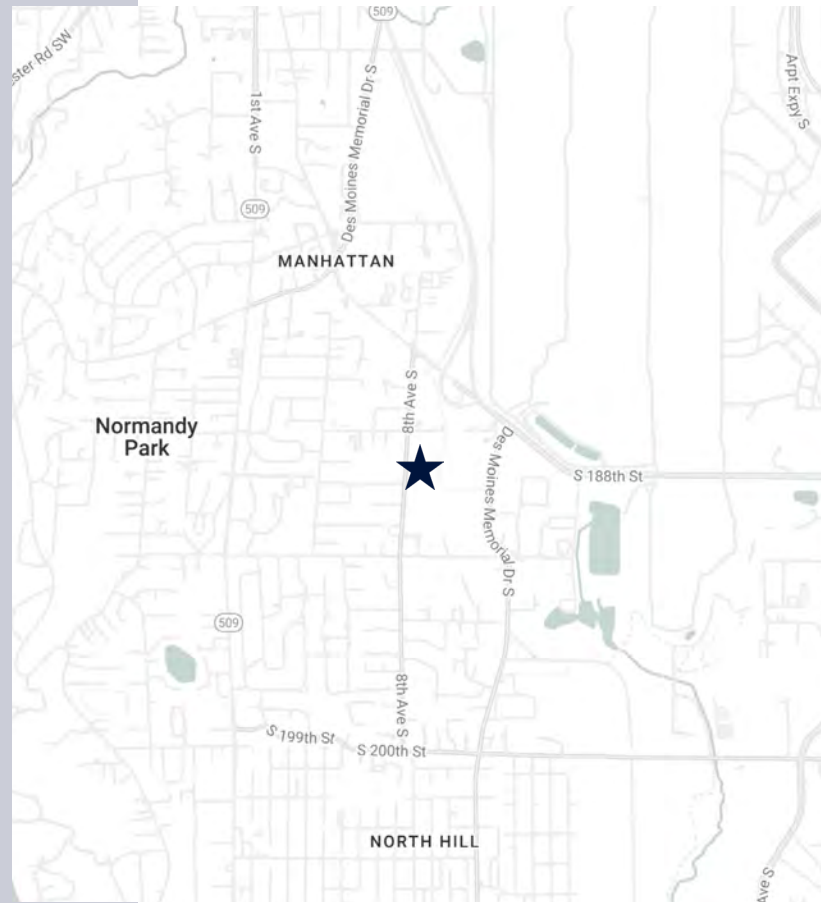 509
ster Rd SW
1st Ave S
Des Moines Memorial Dr S
Arpt Expy S
509
MANHATTAN
8th Ave S
Normandy
Park
Des Moines Memorial Dr S
S 188th St
509
8th Ave S
S 199th St
S 200th St
NORTH HILL
Ave S